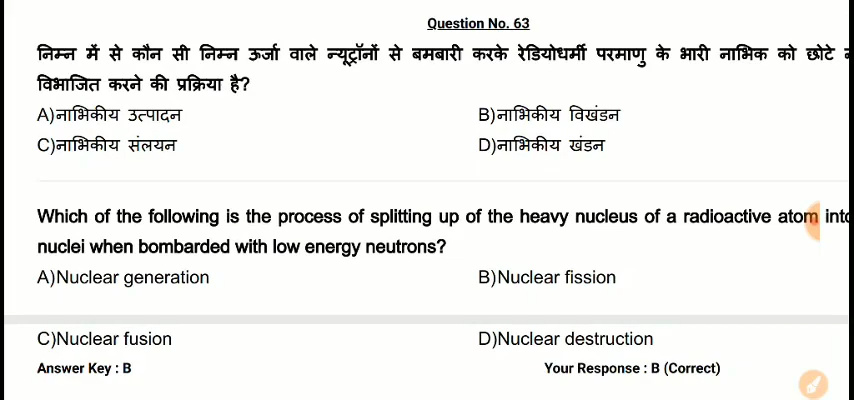 Question No. 63
निम्न में से कौन सी निम्न ऊर्जा वाले न्यूट्रॉनों से बमबारी करके रेडियोधर्मी परमाणु के भारी नाभिक को छोटे
विभाजित करने की प्रक्रिया है?
A)नाभिकीय उत्पादन B)नाभिकीय विखंडन
C)नाभिकीय संलयन D)नाभिकीय खंडन
Which of the following is the process of splitting up of the heavy nucleus of a radioactive atom into
nuclei when bombarded with low energy neutrons?
A)Nuclear generation B)Nuclear fission
C)Nuclear fusion D)Nuclear destruction
Answer Key : B Your Response : B (Correct)